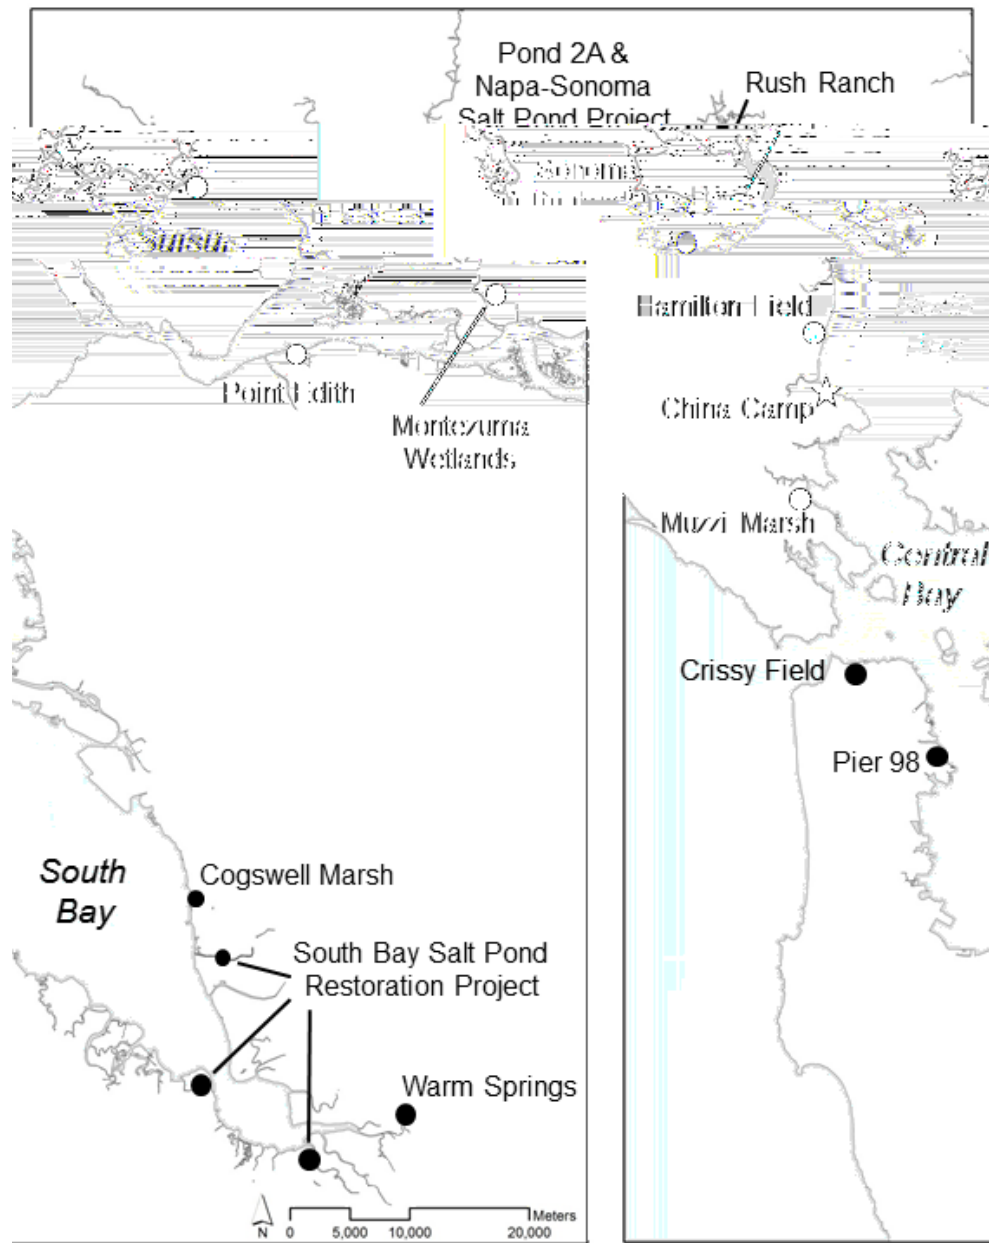 Pond 2A &
Napa-Sonoma
Salt Pond Project
Rush Ranch
Hamilton Field
Point Edith
China Camp
Montezuma
Wetlands
Muzzi Marsh
Central
Bay
Crissy Field
Pier 98
South
Bay
Cogswell Marsh
South Bay Salt Pond
Restoration Project
Warm Springs
N
0 5,000 10,000 20,000 Meters